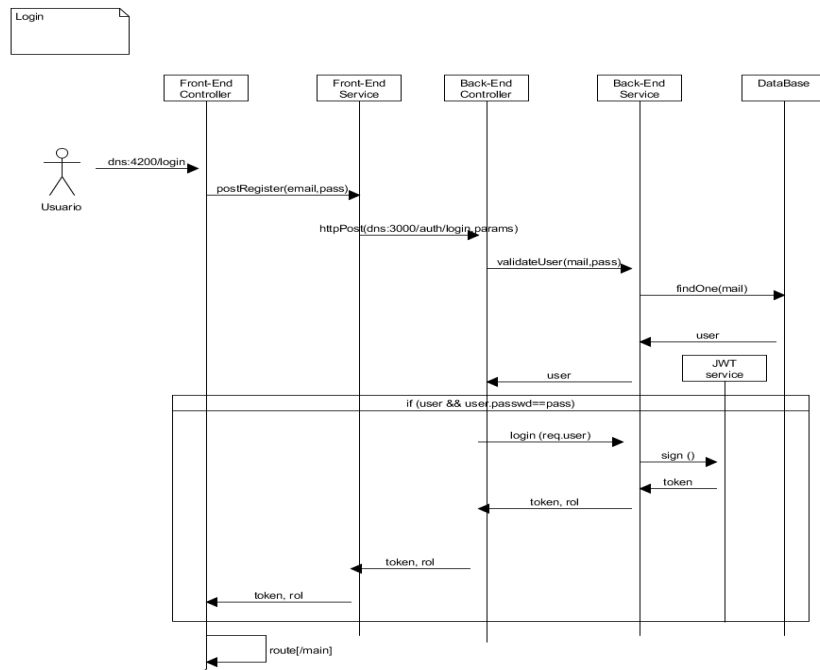 Login
Front-End
Controller
Front-End
Service
Back-End
Controller
Back-End
Service
DataBase
dns:4200/login
Usuario
postRegister(email,pass)
httpPost(dns:3000/auth/login,params)
validateUser(mail,pass)
findOne(mail)
user
JWT
service
user
if (user && user.passwd==pass)
login (req.user)
sign ()
token
token, rol
token, rol
token, rol
route[/main]